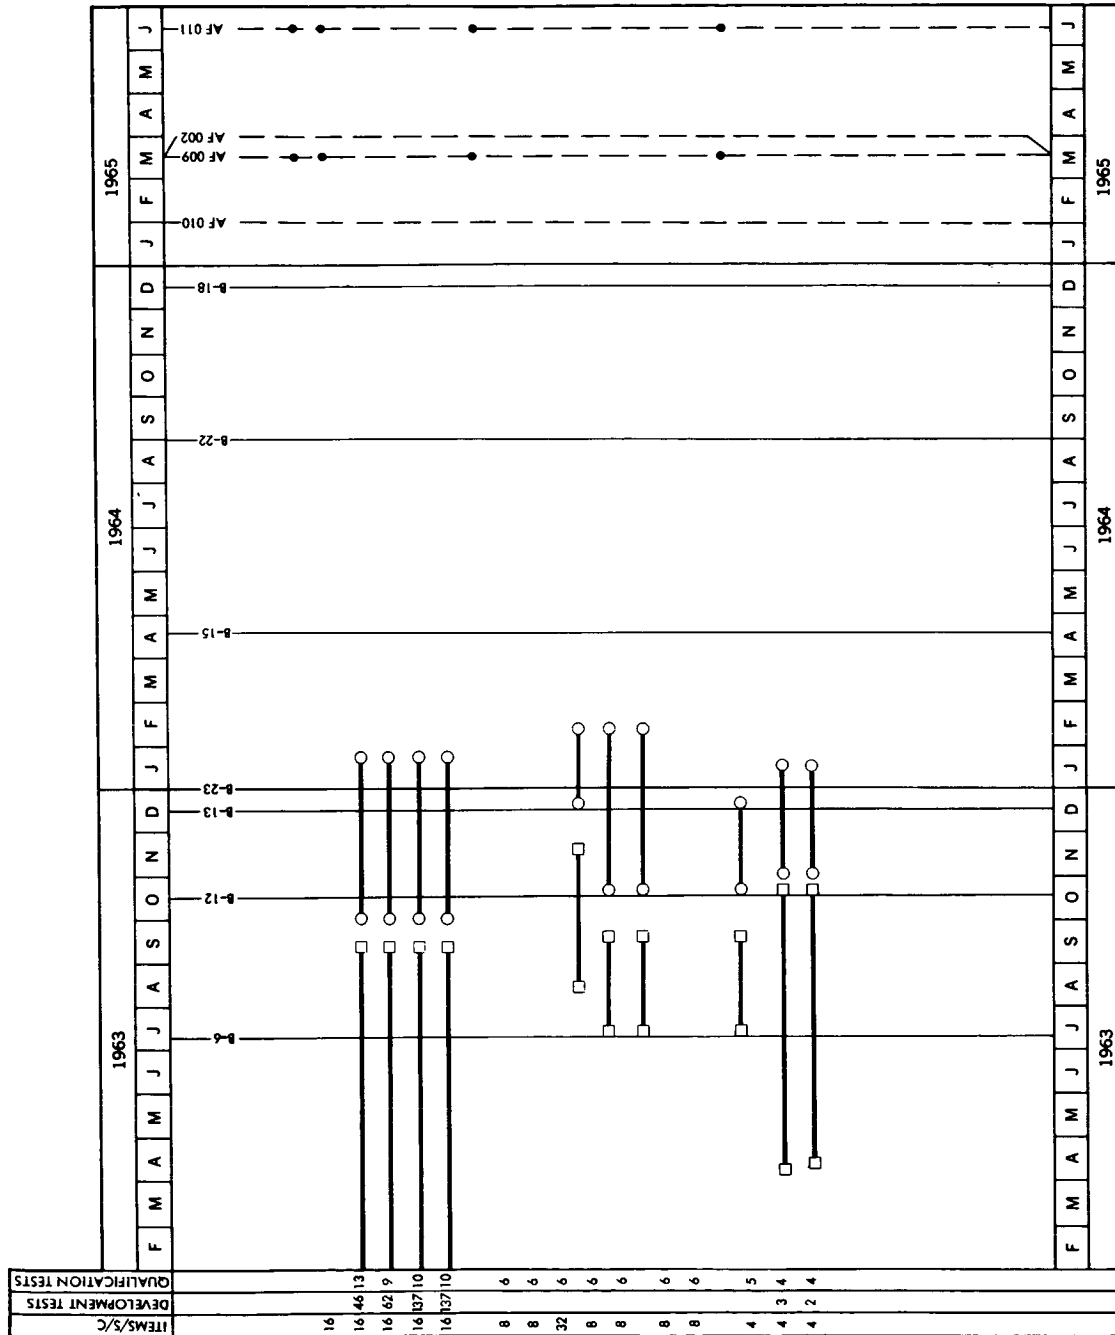 1963 1964 1965
F M A M J J A S O N D J F M A M J J A S O N D J F M A M J
B-6
B-12
B-13
B-23
B-15
B-22
B-18
AF 010
AF 009
AF 002
AF 011
ITEMS/S/C
DEVELOPMENT TESTS
QUALIFICATION TESTS
16
16 46 13
16 62 9
16 137 10
16 137 10
8 6
8 6
32 6
8 6
8 6
8 6
8 6
4 5
4 3 4
4 2 4
F M A M J J A S O N D J F M A M J J A S O N D J F M A M J
1963 1964 1965